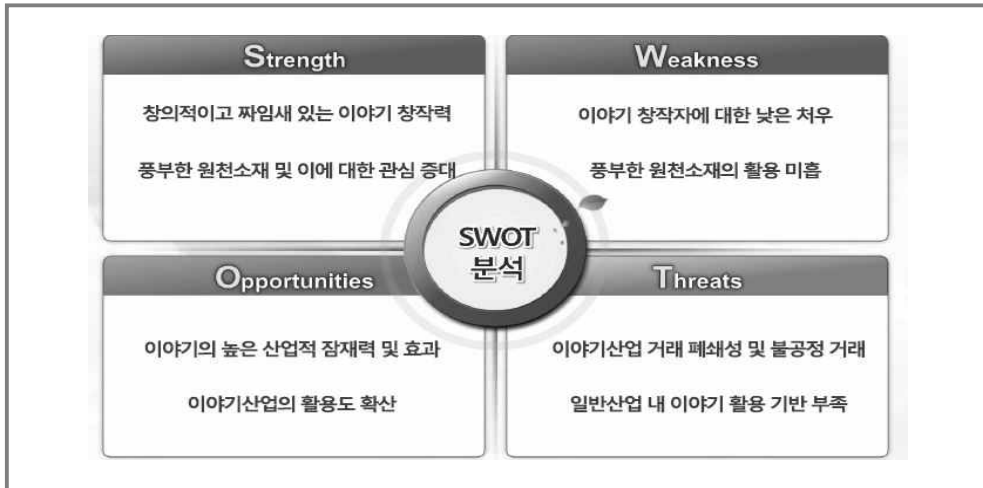 Strength
창의적이고 짜임새 있는 이야기 창작력
풍부한 원천소재 및 이에 대한 관심 증대
Weakness
이야기 창작자에 대한 낮은 처우
풍부한 원천소재의 활용 미흡
SWOT
분석
Opportunities
이야기의 높은 산업적 잠재력 및 효과
이야기산업의 활용도 확산
Threats
이야기산업 거래 폐쇄성 및 불공정 거래
일반산업 내 이야기 활용 기반 부족